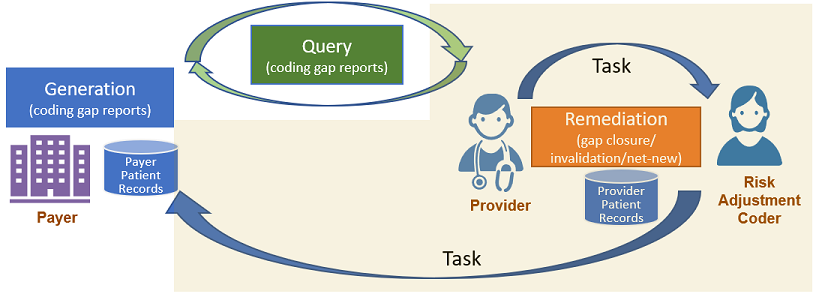 Query
(coding gap reports)
Generation
(coding gap reports)
Payer
Patient
Records
Payer
Task
Remediation
(gap closure/
invalidation/net-new)
Provider
Provider
Patient
Records
Risk
Adjustment
Coder
Task